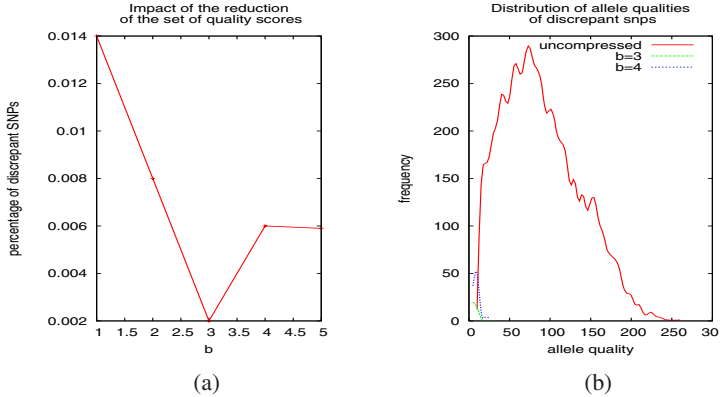 Impact of the reduction
of the set of quality scores
0.014
0.012
0.01
0.008
0.006
0.004
0.002
percentage of discrepant SNPs
1 1.5 2 2.5 3 3.5 4 4.5 5
b
(a)
Distribution of allele qualities
of discrepant snps
uncompressed
b=3
b=4
300
250
200
150
100
50
0
frequency
0 50 100 150 200 250 30
allele quality
(b)